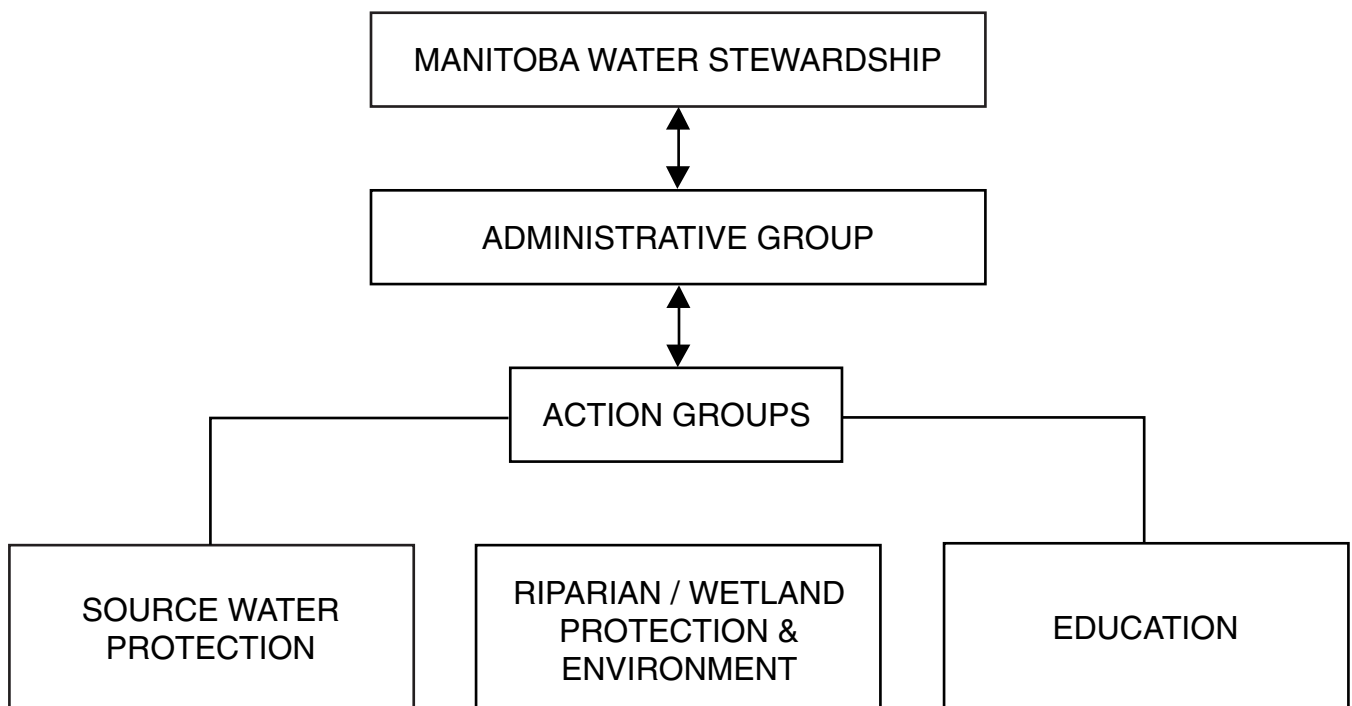 MANITOBA WATER STEWARDSHIP
ADMINISTRATIVE GROUP
ACTION GROUPS
SOURCE WATER
PROTECTION
RIPARIAN / WETLAND
PROTECTION &
ENVIRONMENT
EDUCATION